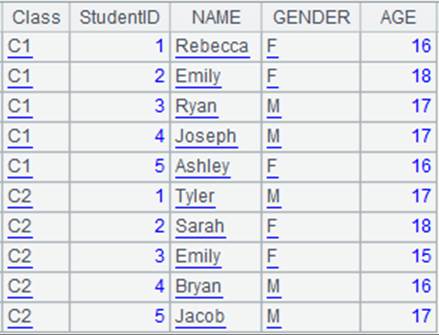 Class StudentID NAME GENDER AGE
C1 1 Rebecca F 16
C1 2 Emily F 18
C1 3 Ryan M 17
C1 4 Joseph M 17
C1 5 Ashley F 16
C2 1 Tyler M 17
C2 2 Sarah F 18
C2 3 Emily F 15
C2 4 Bryan M 16
C2 5 Jacob M 17